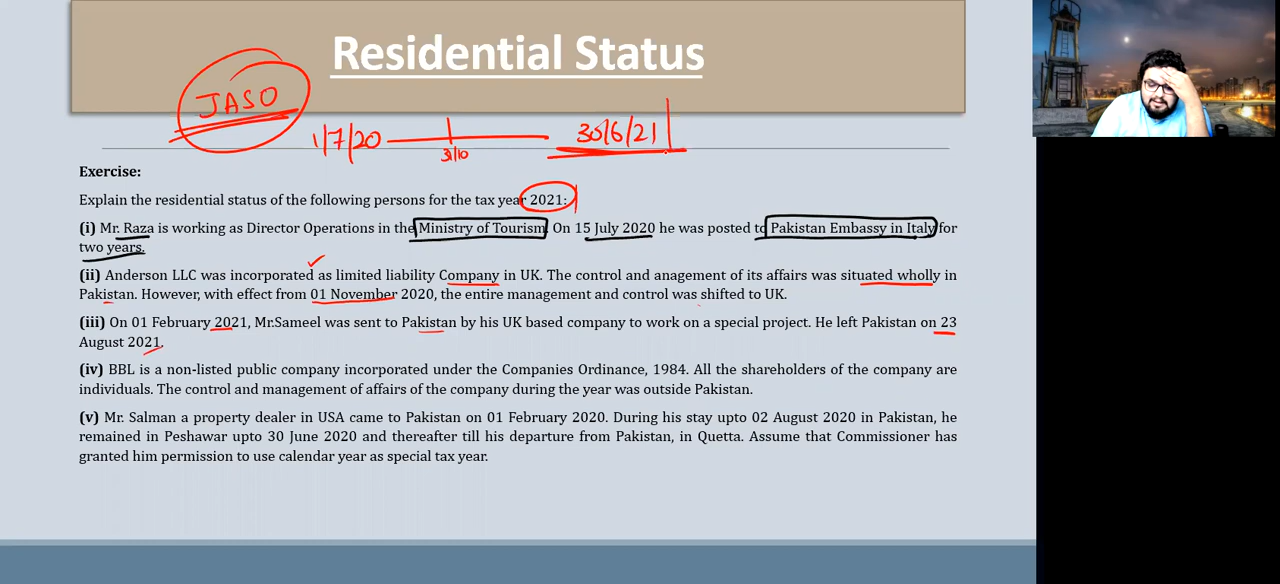 Residential Status
JASO
1/7/20
31/10
30/6/21
Exercise:
Explain the residential status of the following persons for the tax year 2021:
(i) Mr. Raza is working as Director Operations in the Ministry of Tourism. On 15 July 2020 he was posted to Pakistan Embassy in Italy for
two years.
(ii) Anderson LLC was incorporated as limited liability Company in UK. The control and anagement of its affairs was situated wholly in
Pakistan. However, with effect from 01 November 2020, the entire management and control was shifted to UK.
(iii) On 01 February 2021, Mr.Sameel was sent to Pakistan by his UK based company to work on a special project. He left Pakistan on 23
August 2021.
(iv) BBL is a non-listed public company incorporated under the Companies Ordinance, 1984. All the shareholders of the company are
individuals. The control and management of affairs of the company during the year was outside Pakistan.
(v) Mr. Salman a property dealer in USA came to Pakistan on 01 February 2020. During his stay upto 02 August 2020 in Pakistan, he
remained in Peshawar upto 30 June 2020 and thereafter till his departure from Pakistan, in Quetta. Assume that Commissioner has
granted him permission to use calendar year as special tax year.